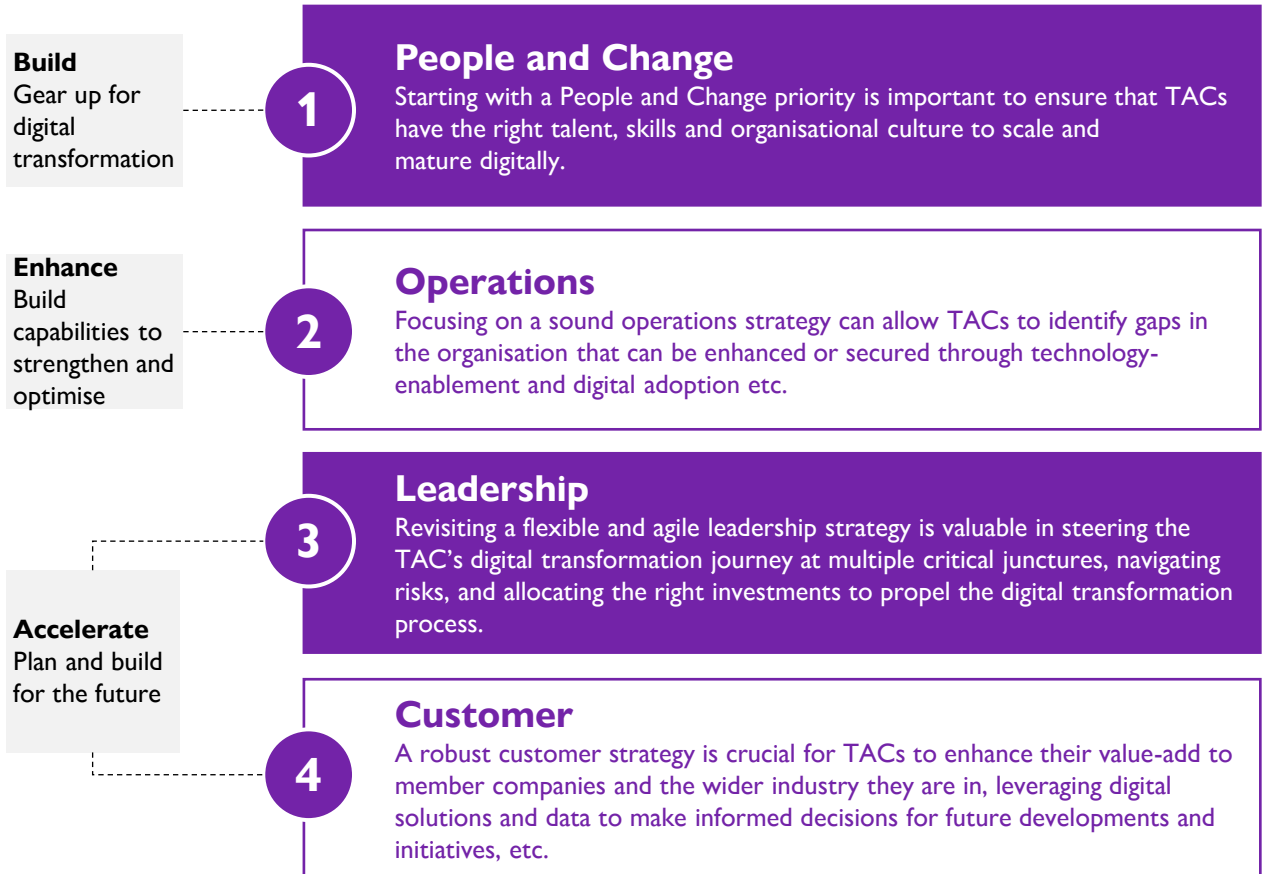 Build
Gear up for
digital
transformation
1
People and Change
Starting with a People and Change priority is important to ensure that TACs
have the right talent, skills and organisational culture to scale and
mature digitally.
Enhance
Build
capabilities to
strengthen and
optimise
2
Operations
Focusing on a sound operations strategy can allow TACs to identify gaps in
the organisation that can be enhanced or secured through technology-
enablement and digital adoption etc.
Accelerate
Plan and build
for the future
3
Leadership
Revisiting a flexible and agile leadership strategy is valuable in steering the
TAC’s digital transformation journey at multiple critical junctures, navigating
risks, and allocating the right investments to propel the digital transformation
process.
4
Customer
A robust customer strategy is crucial for TACs to enhance their value-add to
member companies and the wider industry they are in, leveraging digital
solutions and data to make informed decisions for future developments and
initiatives, etc.